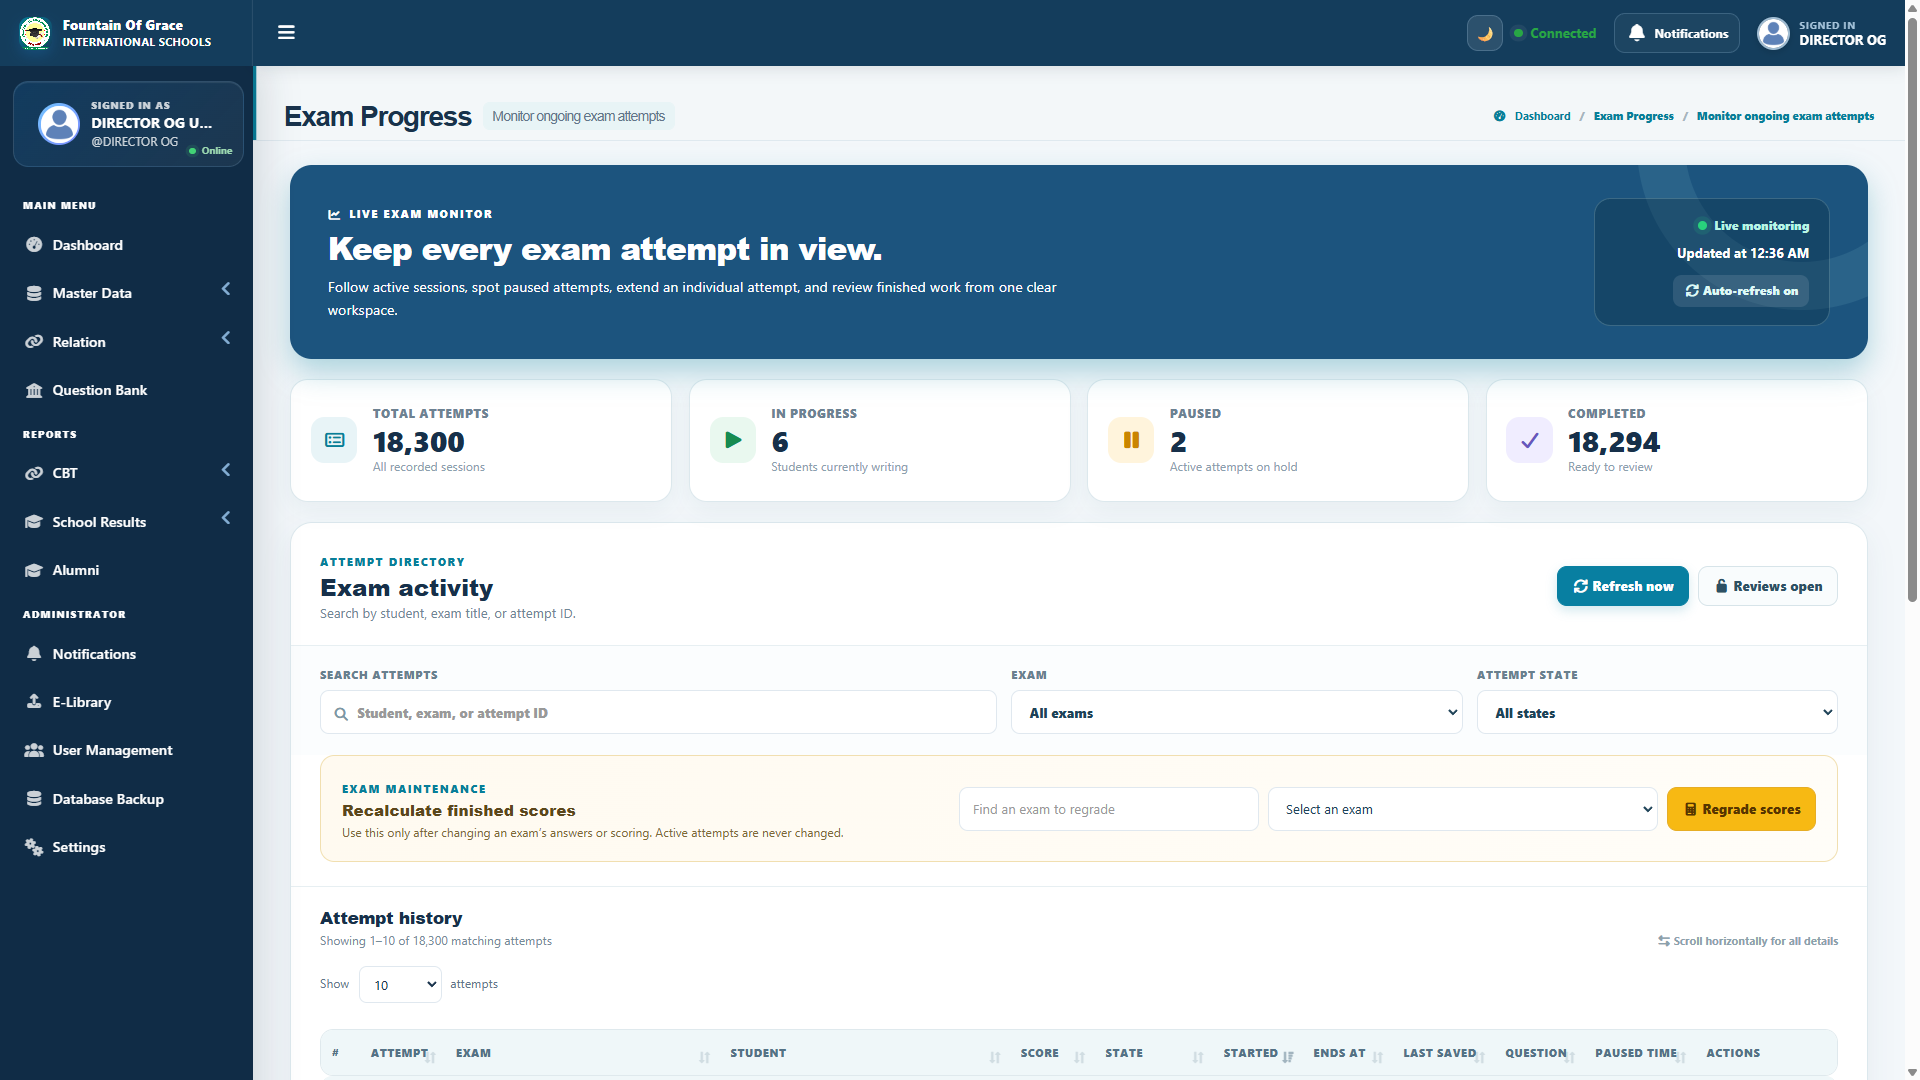 Fountain Of Grace
INTERNATIONAL SCHOOLS
Connected
Notifications
SIGNED IN
DIRECTOR OG
SIGNED IN AS
DIRECTOR OG U...
@DIRECTOR OG
Online
MAIN MENU
Dashboard
Master Data
Relation
Question Bank
REPORTS
CBT
School Results
Alumni
ADMINISTRATOR
Notifications
E-Library
User Management
Database Backup
Settings
Exam Progress
Monitor ongoing exam attempts
Dashboard / Exam Progress / Monitor ongoing exam attempts
LIVE EXAM MONITOR
Keep every exam attempt in view.
Follow active sessions, spot paused attempts, extend an individual attempt, and review finished work from one clear
workspace.
Live monitoring
Updated at 12:36 AM
Auto-refresh on
TOTAL ATTEMPTS
18,300
All recorded sessions
IN PROGRESS
6
Students currently writing
PAUSED
2
Active attempts on hold
COMPLETED
18,294
Ready to review
ATTEMPT DIRECTORY
Exam activity
Search by student, exam title, or attempt ID.
Refresh now
Reviews open
SEARCH ATTEMPTS
Student, exam, or attempt ID
EXAM
All exams
ATTEMPT STATE
All states
EXAM MAINTENANCE
Recalculate finished scores
Use this only after changing an exam's answers or scoring. Active attempts are never changed.
Find an exam to regrade
Select an exam
Regrade scores
Attempt history
Showing 1–10 of 18,300 matching attempts
Scroll horizontally for all details
Show 10 attempts
# ATTEMPT EXAM STUDENT SCORE STATE STARTED ENDS AT LAST SAVED QUESTION PAUSED TIME ACTIONS